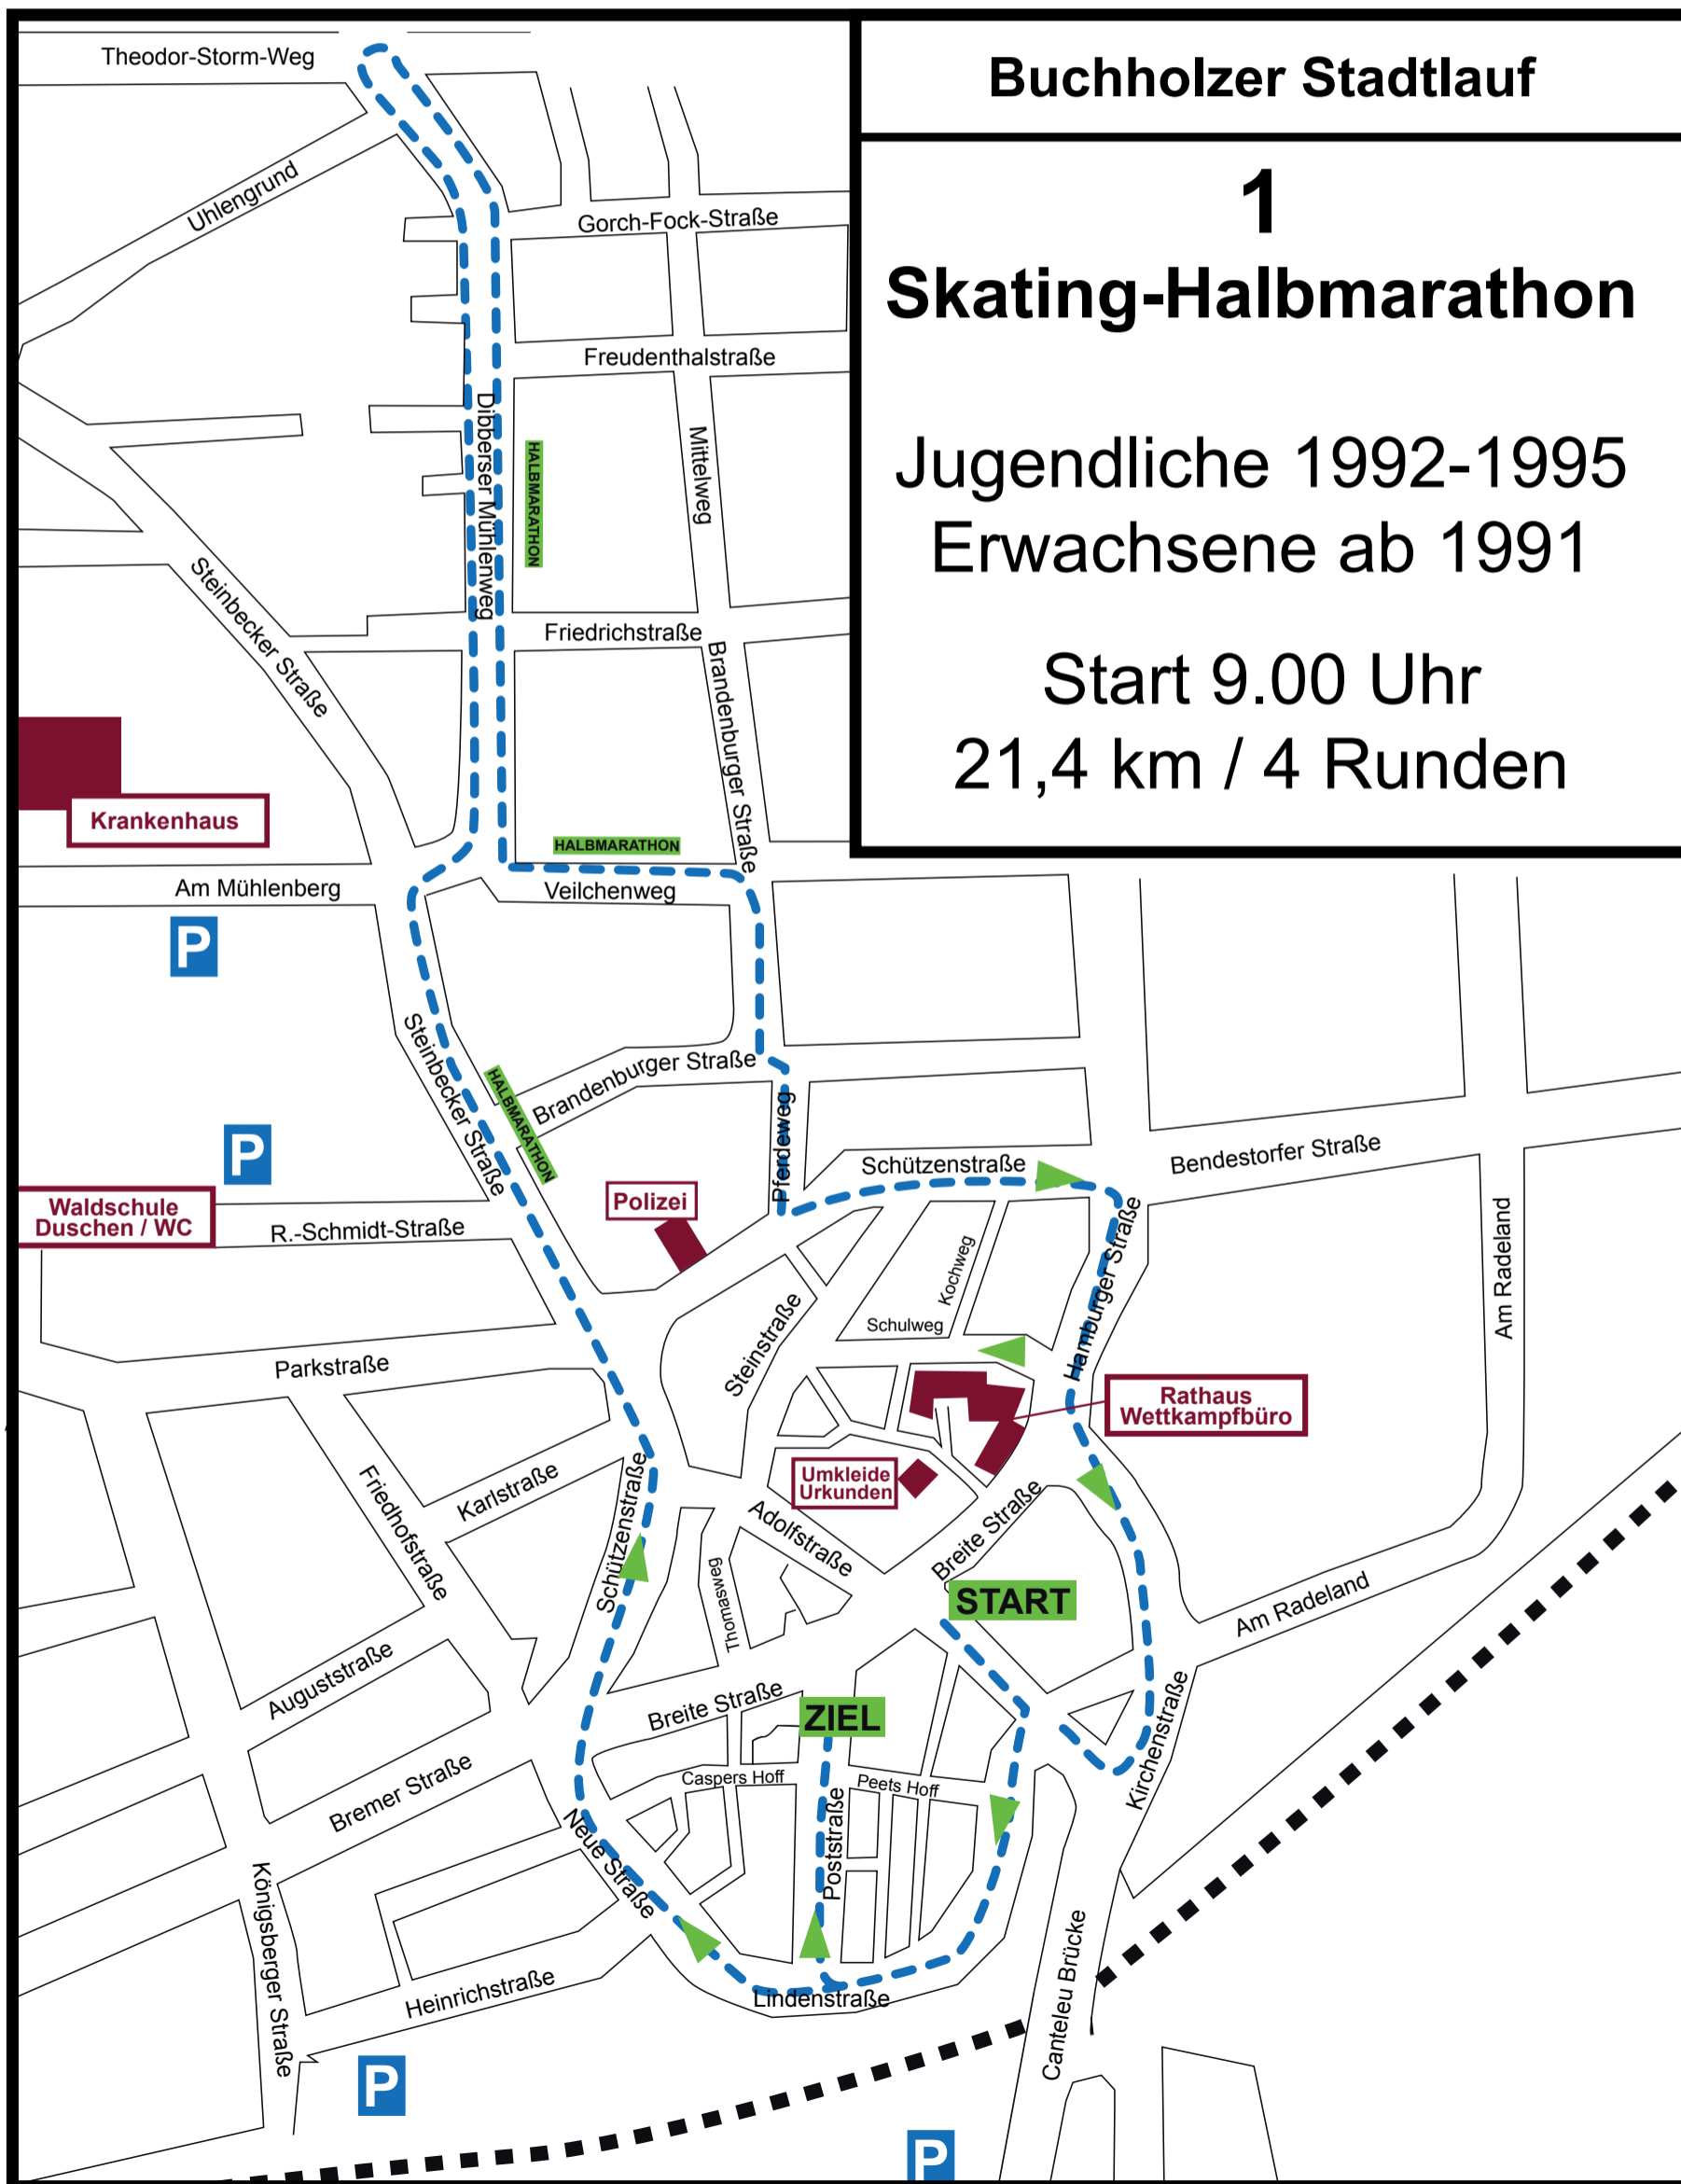 Buchholzer Stadtlauf
1
Skating-Halbmarathon
Jugendliche 1992-1995
Erwachsene ab 1991
Start 9.00 Uhr
21,4 km / 4 Runden
Theodor-Storm-Weg
Uhlengrund
Gorch-Fock-Straße
Freudenthalstraße
Dibberser Mühlenweg
HALBMARATHON
Mittelweg
Steinbecker Straße
Friedrichstraße
Brandenburger Straße
Krankenhaus
HALBMARATHON
Am Mühlenberg
Veilchenweg
P
Steinbecker Straße
HALBMARATHON
Brandenburger Straße
Pferdeweg
P
Schützenstraße
Bendestorfer Straße
Waldschule
Duschen / WC
R.-Schmidt-Straße
Polizei
Kochweg
Hamburger Straße
Am Radeland
Schulweg
Steinstraße
Parkstraße
Rathaus
Wettkampfbüro
Umkleide
Urkunden
Friedhofstraße
Karlstraße
Schützenstraße
Adolfstraße
Breite Straße
Thomasweg
START
Am Radeland
Auguststraße
Breite Straße
ZIEL
Kirchenstraße
Bremer Straße
Caspers Hoff
Peets Hoff
Neue Straße
Poststraße
Königsberger Straße
Heinrichstraße
Lindenstraße
Canteleu Brücke
P
P